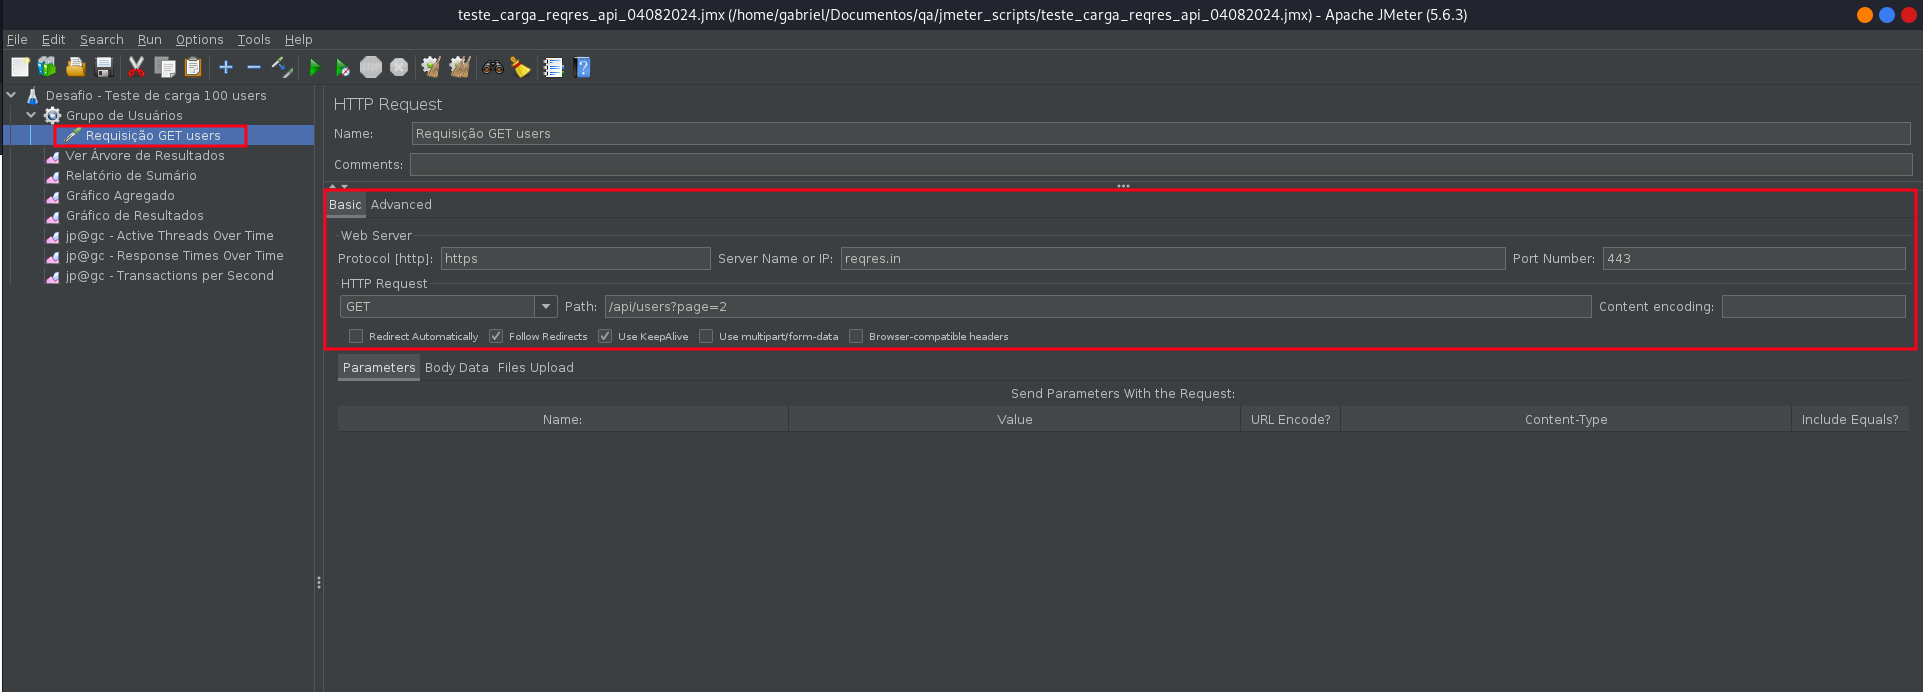 teste_carga_reqres_api_04082024.jmx (/home/gabriel/Documentos/qa/jmeter_scripts/teste_carga_reqres_api_04082024.jmx) - Apache JMeter (5.6.3)
File Edit Search Run Options Tools Help
Desafio - Teste de carga 100 users
Grupo de Usuários
Requisição GET users
Ver Árvore de Resultados
Relatório de Sumário
Gráfico Agregado
Gráfico de Resultados
jp@gc - Active Threads Over Time
jp@gc - Response Times Over Time
jp@gc - Transactions per Second
HTTP Request
Name: Requisição GET users
Comments:
Basic Advanced
Web Server
Protocol [http]: https Server Name or IP: reqres.in Port Number: 443
HTTP Request
GET Path: /api/users?page=2 Content encoding:
Redirect Automatically Follow Redirects Use KeepAlive Use multipart/form-data Browser-compatible headers
Parameters Body Data Files Upload
Send Parameters With the Request:
Name: Value URL Encode? Content-Type Include Equals?